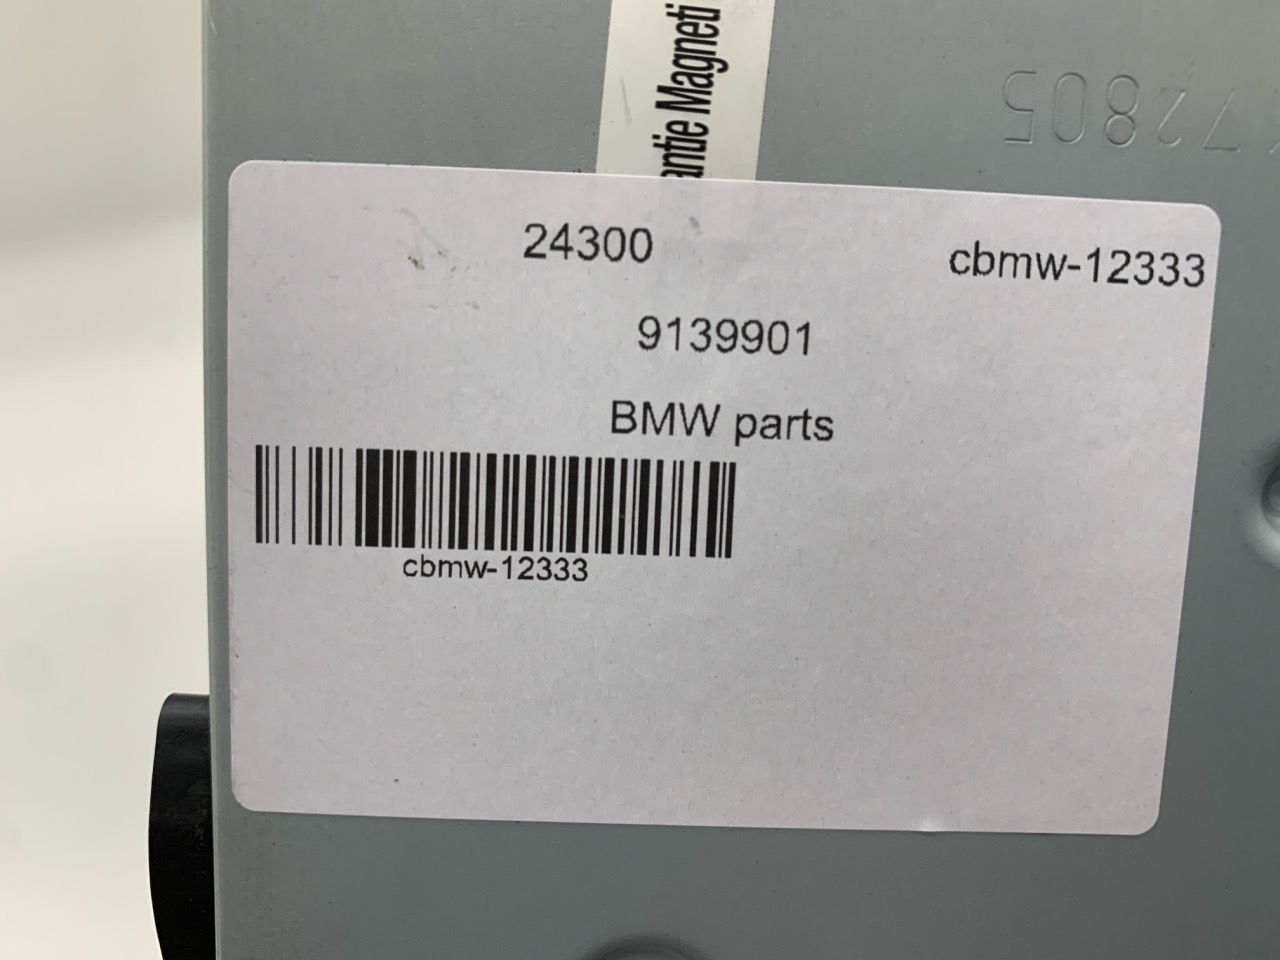 antie Magneti
72805
24300
cbmw-12333
9139901
BMW parts
cbmw-12333